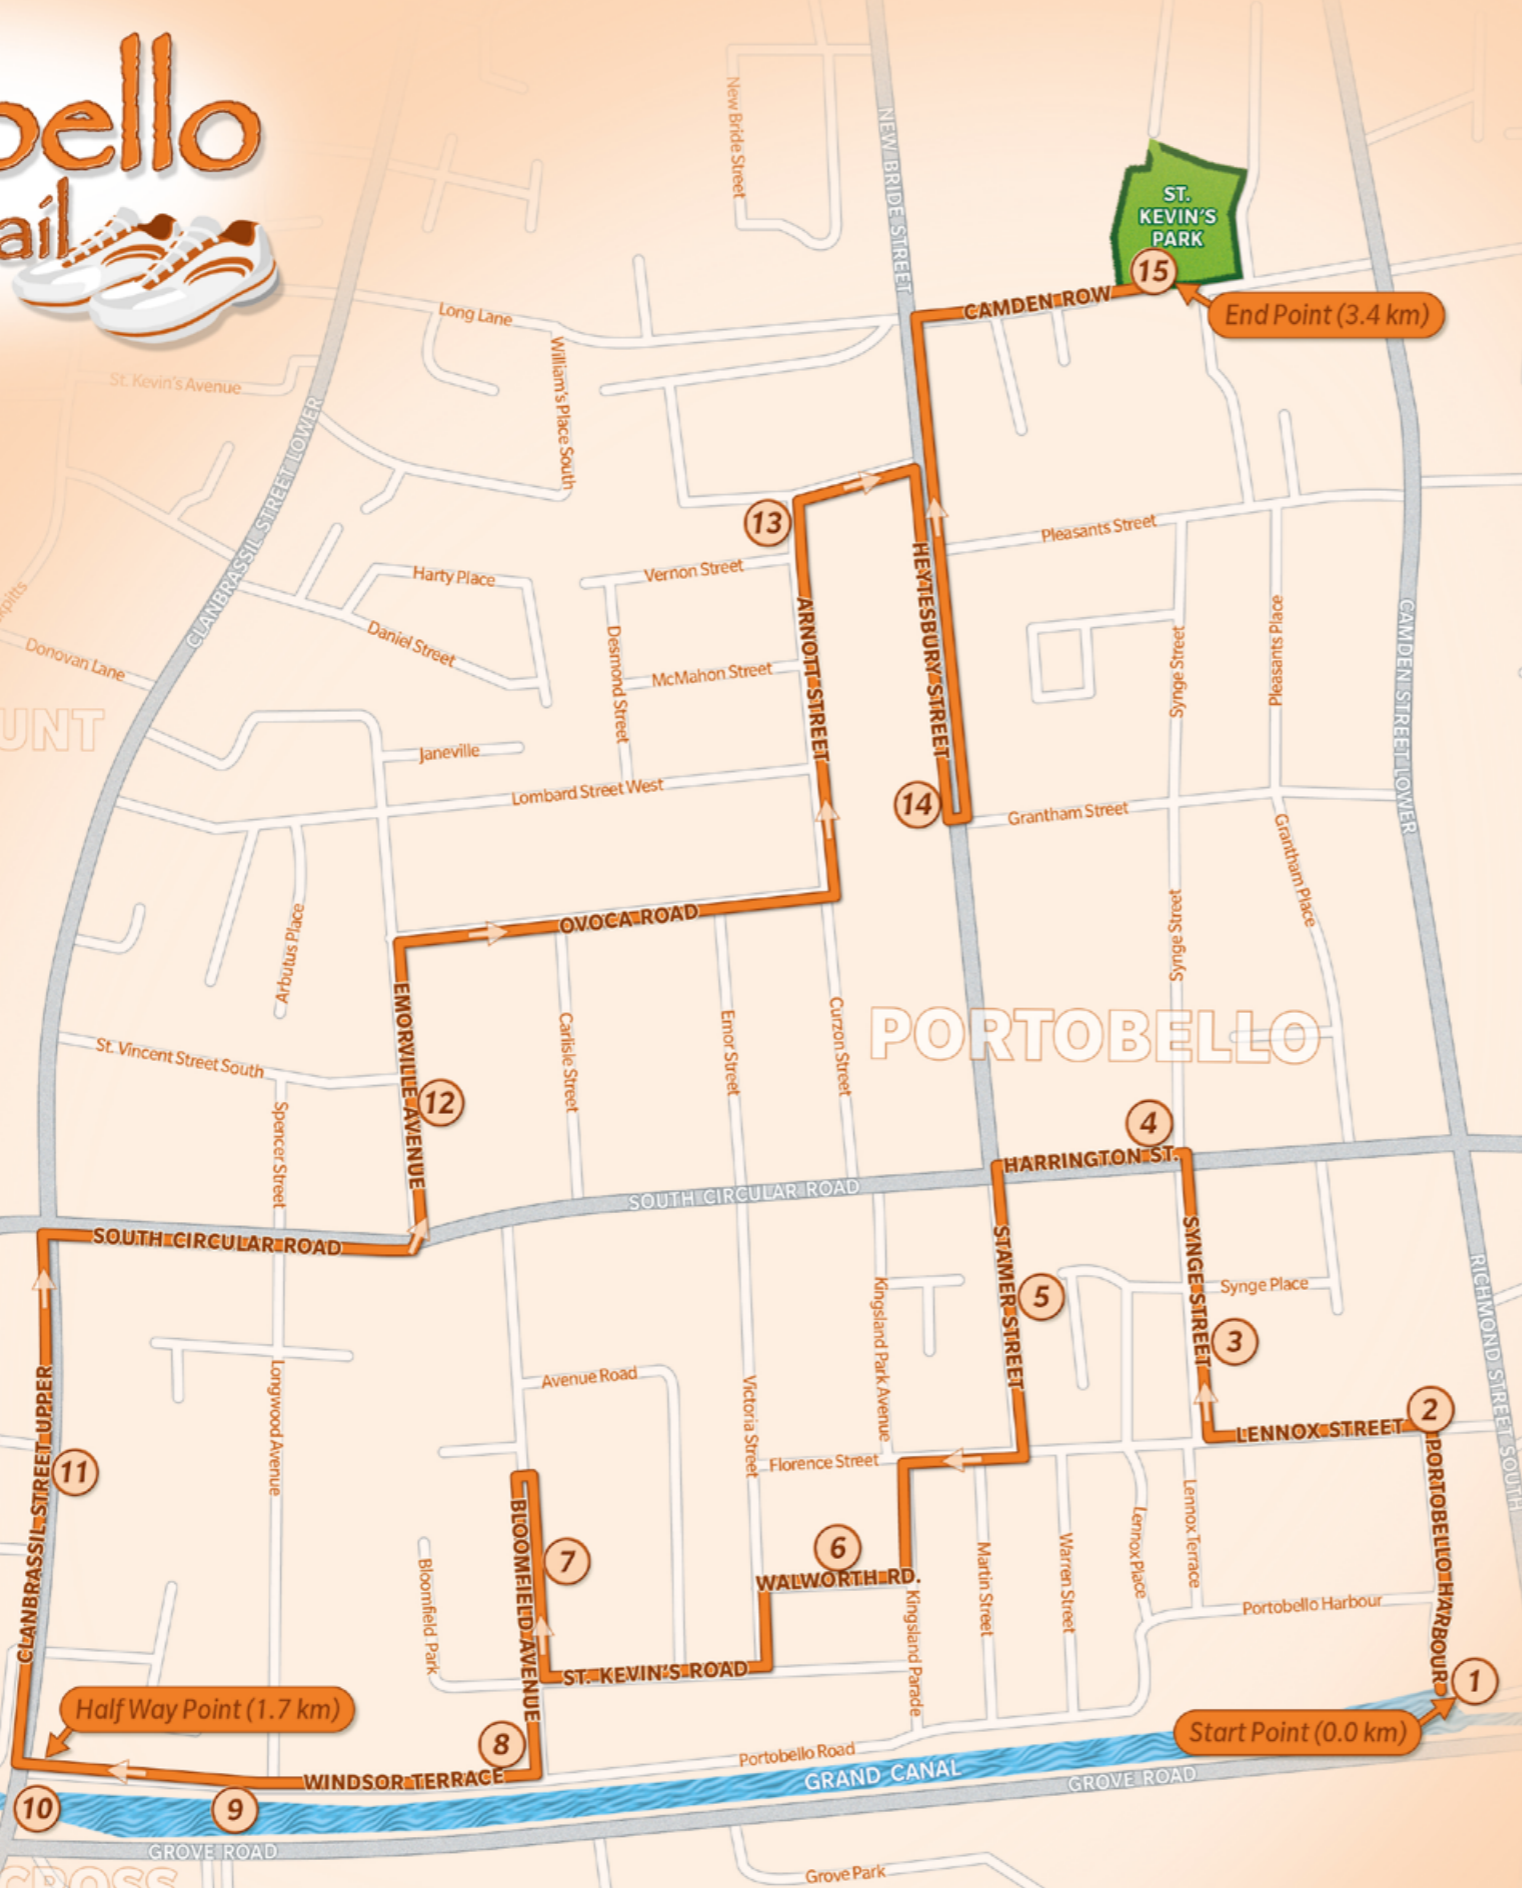 bello
ail
New Bride Street
NEW BRIDE STREET
ST.
KEVIN'S
PARK
15
CAMDEN ROW
End Point (3.4 km)
Long Lane
William's Place South
St. Kevin's Avenue
CLANBRASSIL STREET LOWER
13
Pleasants Street
Vernon Street
Harty Place
HEYTESBURY STREET
ARNOTT STREET
Desmond Street
Daniel Street
McMahon Street
Donovan Lane
Synge Street
Pleasants Place
CAMDEN STREET LOWER
UNT
Janeville
Lombard Street West
14
Grantham Street
Grantham Place
OVOCA ROAD
Arbutus Place
Synge Street
EMORVILLE AVENUE
Carlisle Street
Emor Street
Curzon Street
PORTOBELLO
St. Vincent Street South
Spencer Street
12
4
HARRINGTON ST.
SOUTH CIRCULAR ROAD
SOUTH CIRCULAR ROAD
STAMER STREET
5
SYNGE STREET
Synge Place
3
RICHMOND STREET SOUTH
Kingsland Park Avenue
Longwood Avenue
Avenue Road
Victoria Street
2
LENNOX STREET
CLANBRASSIL STREET UPPER
11
Florence Street
PORTOBELLO HARBOUR
BLOOMFIELD AVENUE
7
6
WALWORTH RD.
Bloomfield Park
Kingsland Parade
Martin Street
Warren Street
Lennox Place
Lennox Terrace
Portobello Harbour
ST. KEVIN'S ROAD
1
Half Way Point (1.7 km)
Start Point (0.0 km)
8
Portobello Road
WINDSOR TERRACE
GRAND CANAL
GROVE ROAD
10
9
GROVE ROAD
CROSS
Grove Park